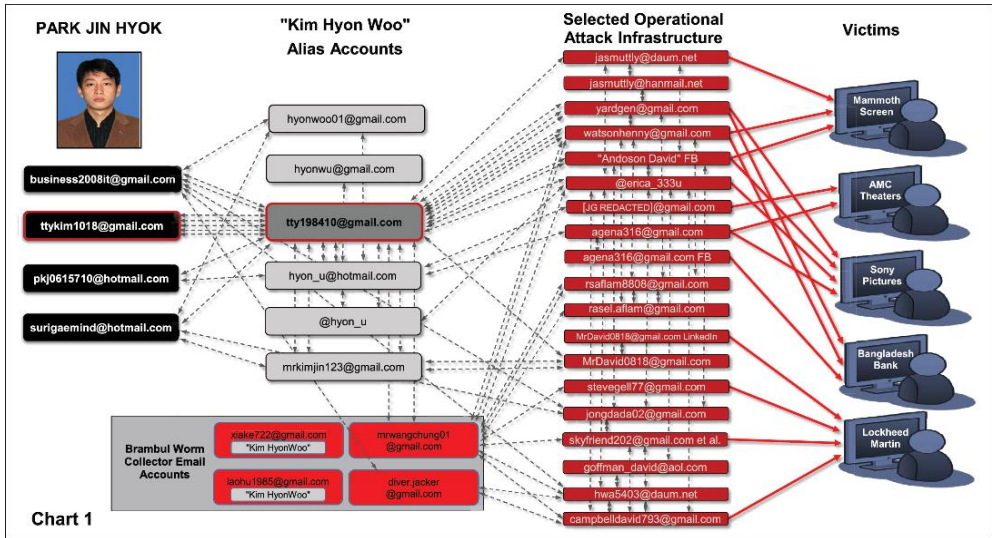 PARK JIN HYOK
"Kim Hyon Woo"
Alias Accounts
Selected Operational
Attack Infrastructure
Victims
business2008it@gmail.com
ttykim1018@gmail.com
pkj0615710@hotmail.com
surigaemind@hotmail.com
hyonwoo01@gmail.com
hyonwu@gmail.com
tty198410@gmail.com
hyon_u@hotmail.com
@hyon_u
mrkimjin123@gmail.com
Brambul Worm
Collector Email
Accounts
xiake722@gmail.com
"Kim HyonWoo"
mrwangchung01
@gmail.com
laohu1985@gmail.com
"Kim HyonWoo"
diver.jacker
@gmail.com
jasmuttly@daum.net
jasmuttly@hanmail.net
yardgen@gmail.com
watsonhenny@gmail.com
"Andoson David" FB
@erica_333u
[JG REDACTED]@gmail.com
agena316@gmail.com
agena316@gmail.com FB
rsaflam8808@gmail.com
rasel.aflam@gmail.com
MrDavid0818@gmail.com LinkedIn
MrDavid0818@gmail.com
stevegell77@gmail.com
jongdada02@gmail.com
skyfriend202@gmail.com et al.
goffman_david@aol.com
hwa5403@daum.net
campbelldavid793@gmail.com
Mammoth
Screen
AMC
Theaters
Sony
Pictures
Bangladesh
Bank
Lockheed
Martin
Chart 1